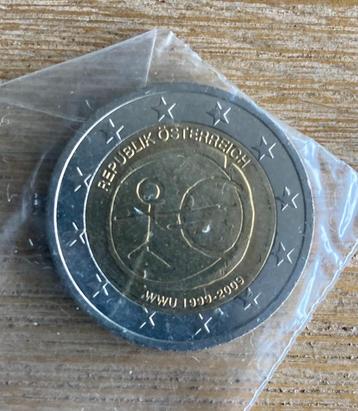 REPUBLIK ÖSTERREICH
WWU 1999-2009